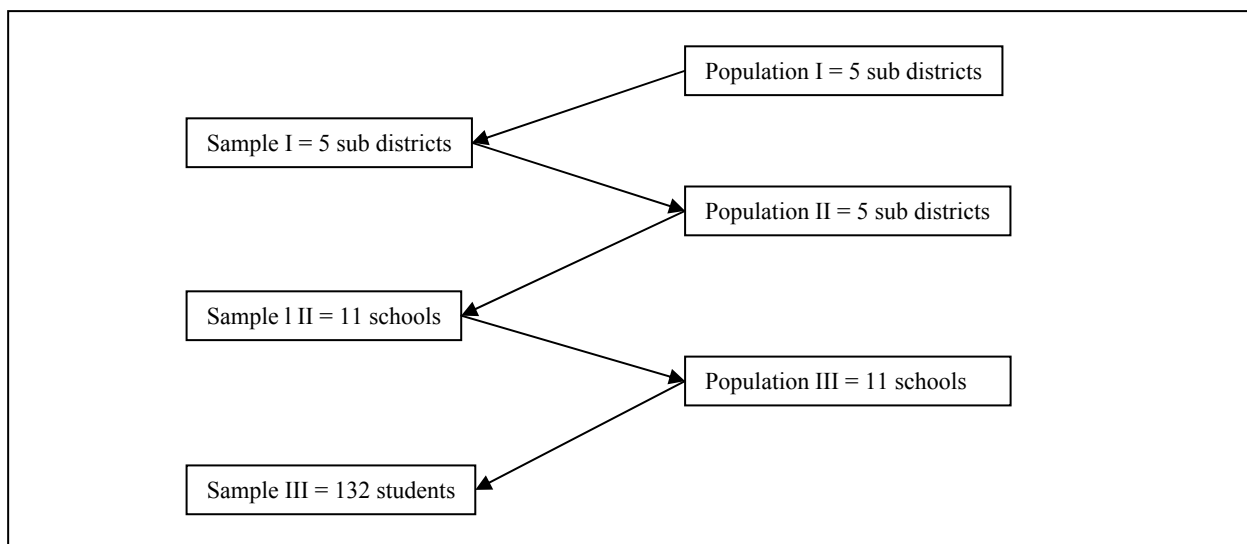 Population I = 5 sub districts
Sample I = 5 sub districts
Population II = 5 sub districts
Sample l II = 11 schools
Population III = 11 schools
Sample III = 132 students